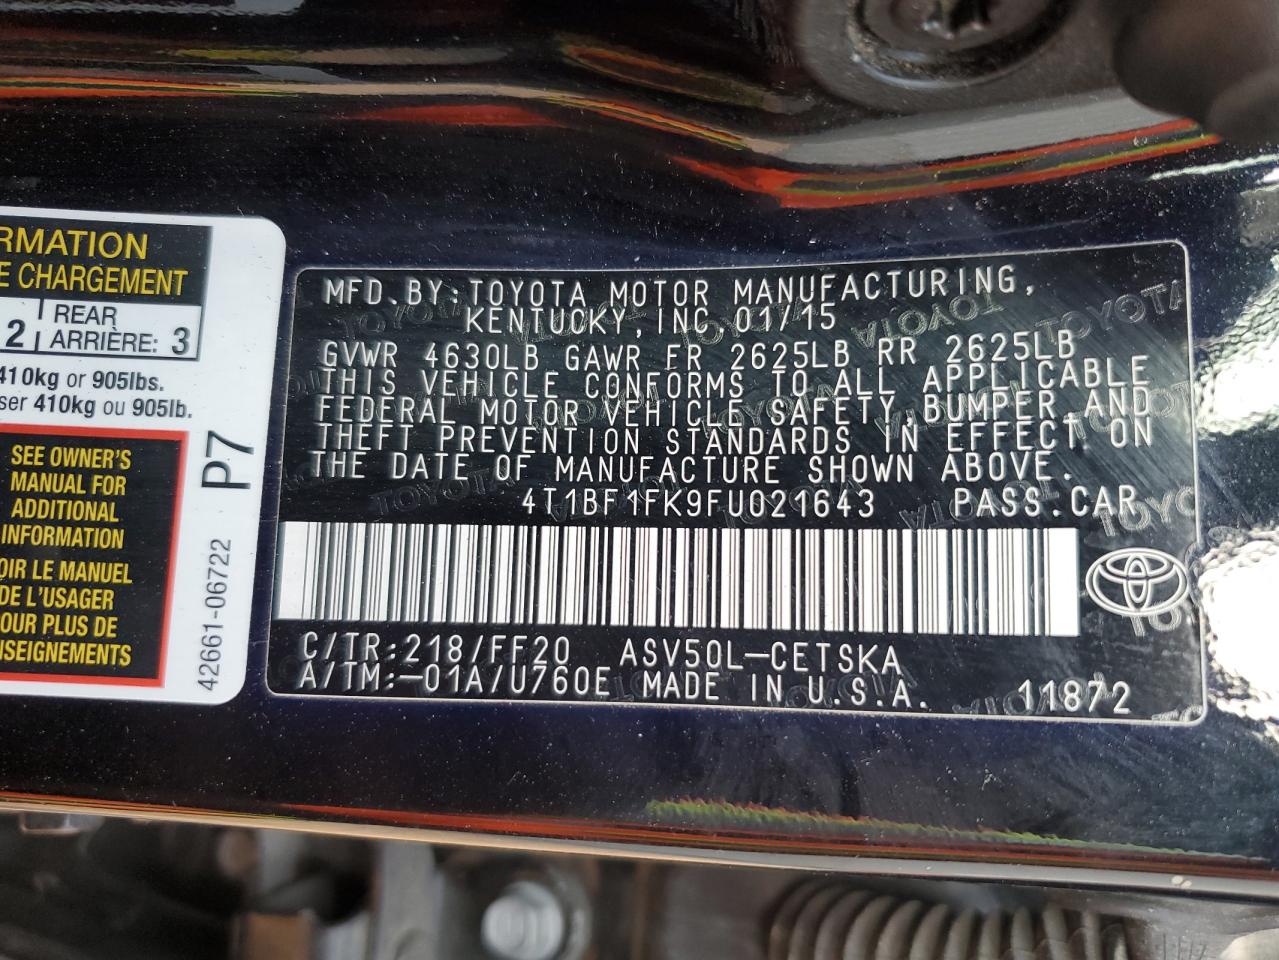 RMATION
E CHARGEMENT
2 REAR ARRIÈRE: 3
410kg or 905lbs.
ser 410kg ou 905lb.
SEE OWNER'S
MANUAL FOR
ADDITIONAL
INFORMATION
OIR LE MANUEL
DE L'USAGER
OUR PLUS DE
NSEIGNEMENTS
P7
42661-06722
MFD.BY:TOYOTA MOTOR MANUFACTURING,
KENTUCKY,INC.01/15
GVWR 4630LB GAWR FR 2625LB RR 2625LB
THIS VEHICLE CONFORMS TO ALL APPLICABLE
FEDERAL MOTOR VEHICLE SAFETY,BUMPER,AND
THEFT PREVENTION STANDARDS IN EFFECT ON
THE DATE OF MANUFACTURE SHOWN ABOVE.
4T1BF1FK9FU021643 PASS.CAR
C/TR:218/FF20 ASV50L-CETSKA
A/TM:-01A/U760E MADE IN U.S.A. 11872